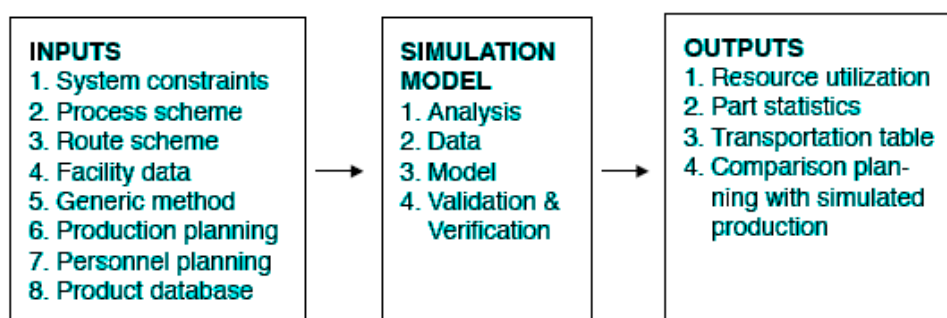 INPUTS
1. System constraints
2. Process scheme
3. Route scheme
4. Facility data
5. Generic method
6. Production planning
7. Personnel planning
8. Product database
SIMULATION
MODEL
1. Analysis
2. Data
3. Model
4. Validation &
Verification
OUTPUTS
1. Resource utilization
2. Part statistics
3. Transportation table
4. Comparison plan-
ning with simulated
production